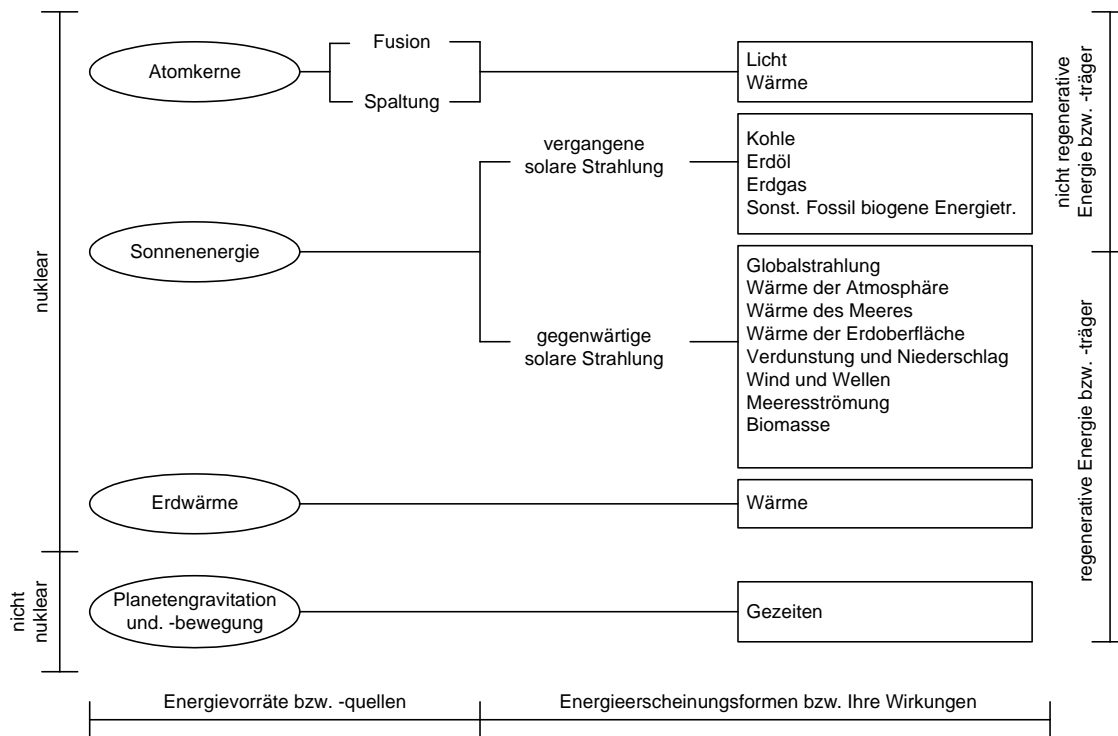 Atomkerne
Fusion
Spaltung
Licht
Wärme
nicht regenerative
Energie bzw. -träger
vergangene
solare Strahlung
Kohle
Erdöl
Erdgas
Sonst. Fossil biogene Energietr.
nuklear
Sonnenenergie
gegenwärtige
solare Strahlung
Globalstrahlung
Wärme der Atmosphäre
Wärme des Meeres
Wärme der Erdoberfläche
Verdunstung und Niederschlag
Wind und Wellen
Meeresströmung
Biomasse
regenerative Energie bzw. -träger
Erdwärme
Wärme
nicht
nuklear
Planetengravitation
und. -bewegung
Gezeiten
Energievorräte bzw. -quellen
Energieerscheinungsformen bzw. Ihre Wirkungen